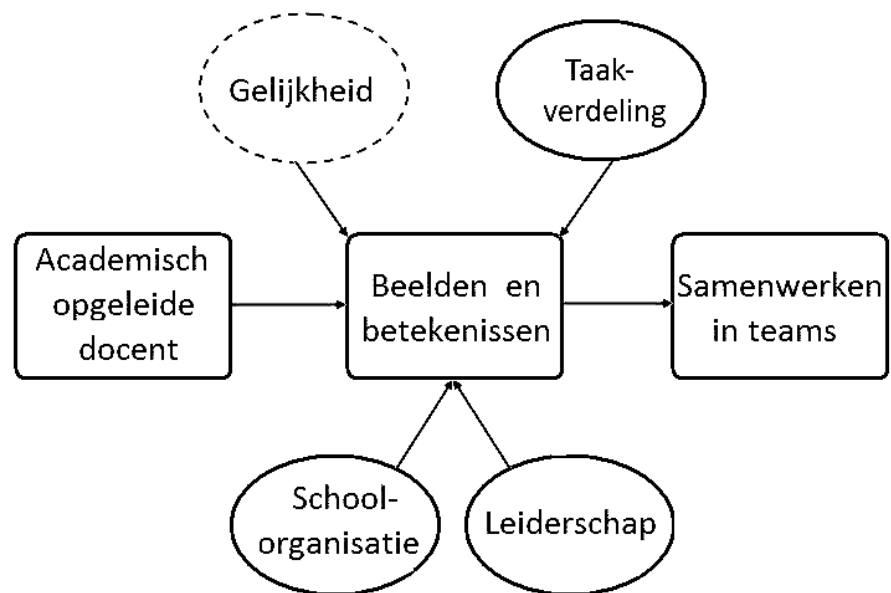 Gelijkheid
Taak-
verdeling
Academisch
opgeleide
docent
Beelden en
betekenissen
Samenwerken
in teams
School-
organisatie
Leiderschap